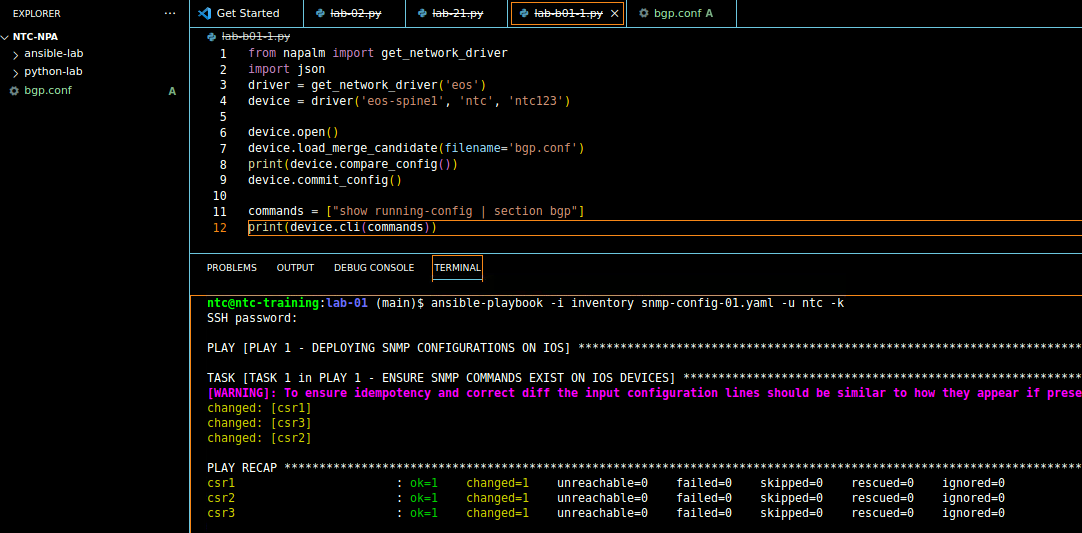 EXPLORER ...
NTC-NPA
ansible-lab
python-lab
bgp.conf A
Get Started lab-02.py lab-21.py lab-b01-1.py × bgp.conf A
lab-b01-1.py
1 from napalm import get_network_driver
2 import json
3 driver = get_network_driver('eos')
4 device = driver('eos-spine1', 'ntc', 'ntc123')
5
6 device.open()
7 device.load_merge_candidate(filename='bgp.conf')
8 print(device.compare_config())
9 device.commit_config()
10
11 commands = ["show running-config | section bgp"]
12 print(device.cli(commands))
PROBLEMS OUTPUT DEBUG CONSOLE TERMINAL
ntc@ntc-training:lab-01 (main)$ ansible-playbook -i inventory snmp-config-01.yaml -u ntc -k
SSH password:
PLAY [PLAY 1 - DEPLOYING SNMP CONFIGURATIONS ON IOS] ************************************************************************
TASK [TASK 1 in PLAY 1 - ENSURE SNMP COMMANDS EXIST ON IOS DEVICES] *********************************************************
[WARNING]: To ensure idempotency and correct diff the input configuration lines should be similar to how they appear if prese
changed: [csr1]
changed: [csr3]
changed: [csr2]
PLAY RECAP ******************************************************************************************************************
csr1 : ok=1 changed=1 unreachable=0 failed=0 skipped=0 rescued=0 ignored=0
csr2 : ok=1 changed=1 unreachable=0 failed=0 skipped=0 rescued=0 ignored=0
csr3 : ok=1 changed=1 unreachable=0 failed=0 skipped=0 rescued=0 ignored=0